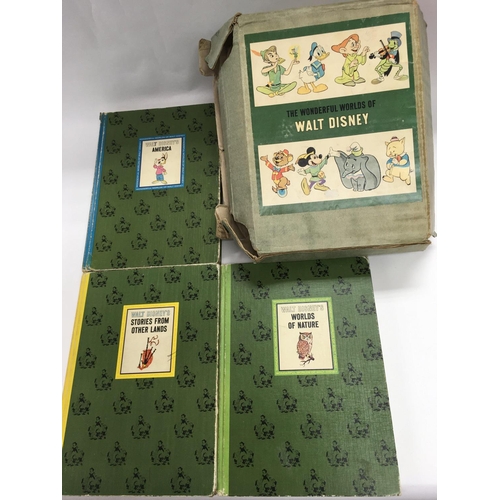 THE WONDERFUL WORLDS OF
WALT DISNEY
WALT DISNEY'S
AMERICA
WALT DISNEY'S
STORIES FROM
OTHER LANDS
WALT DISNEY'S
WORLDS
OF NATURE